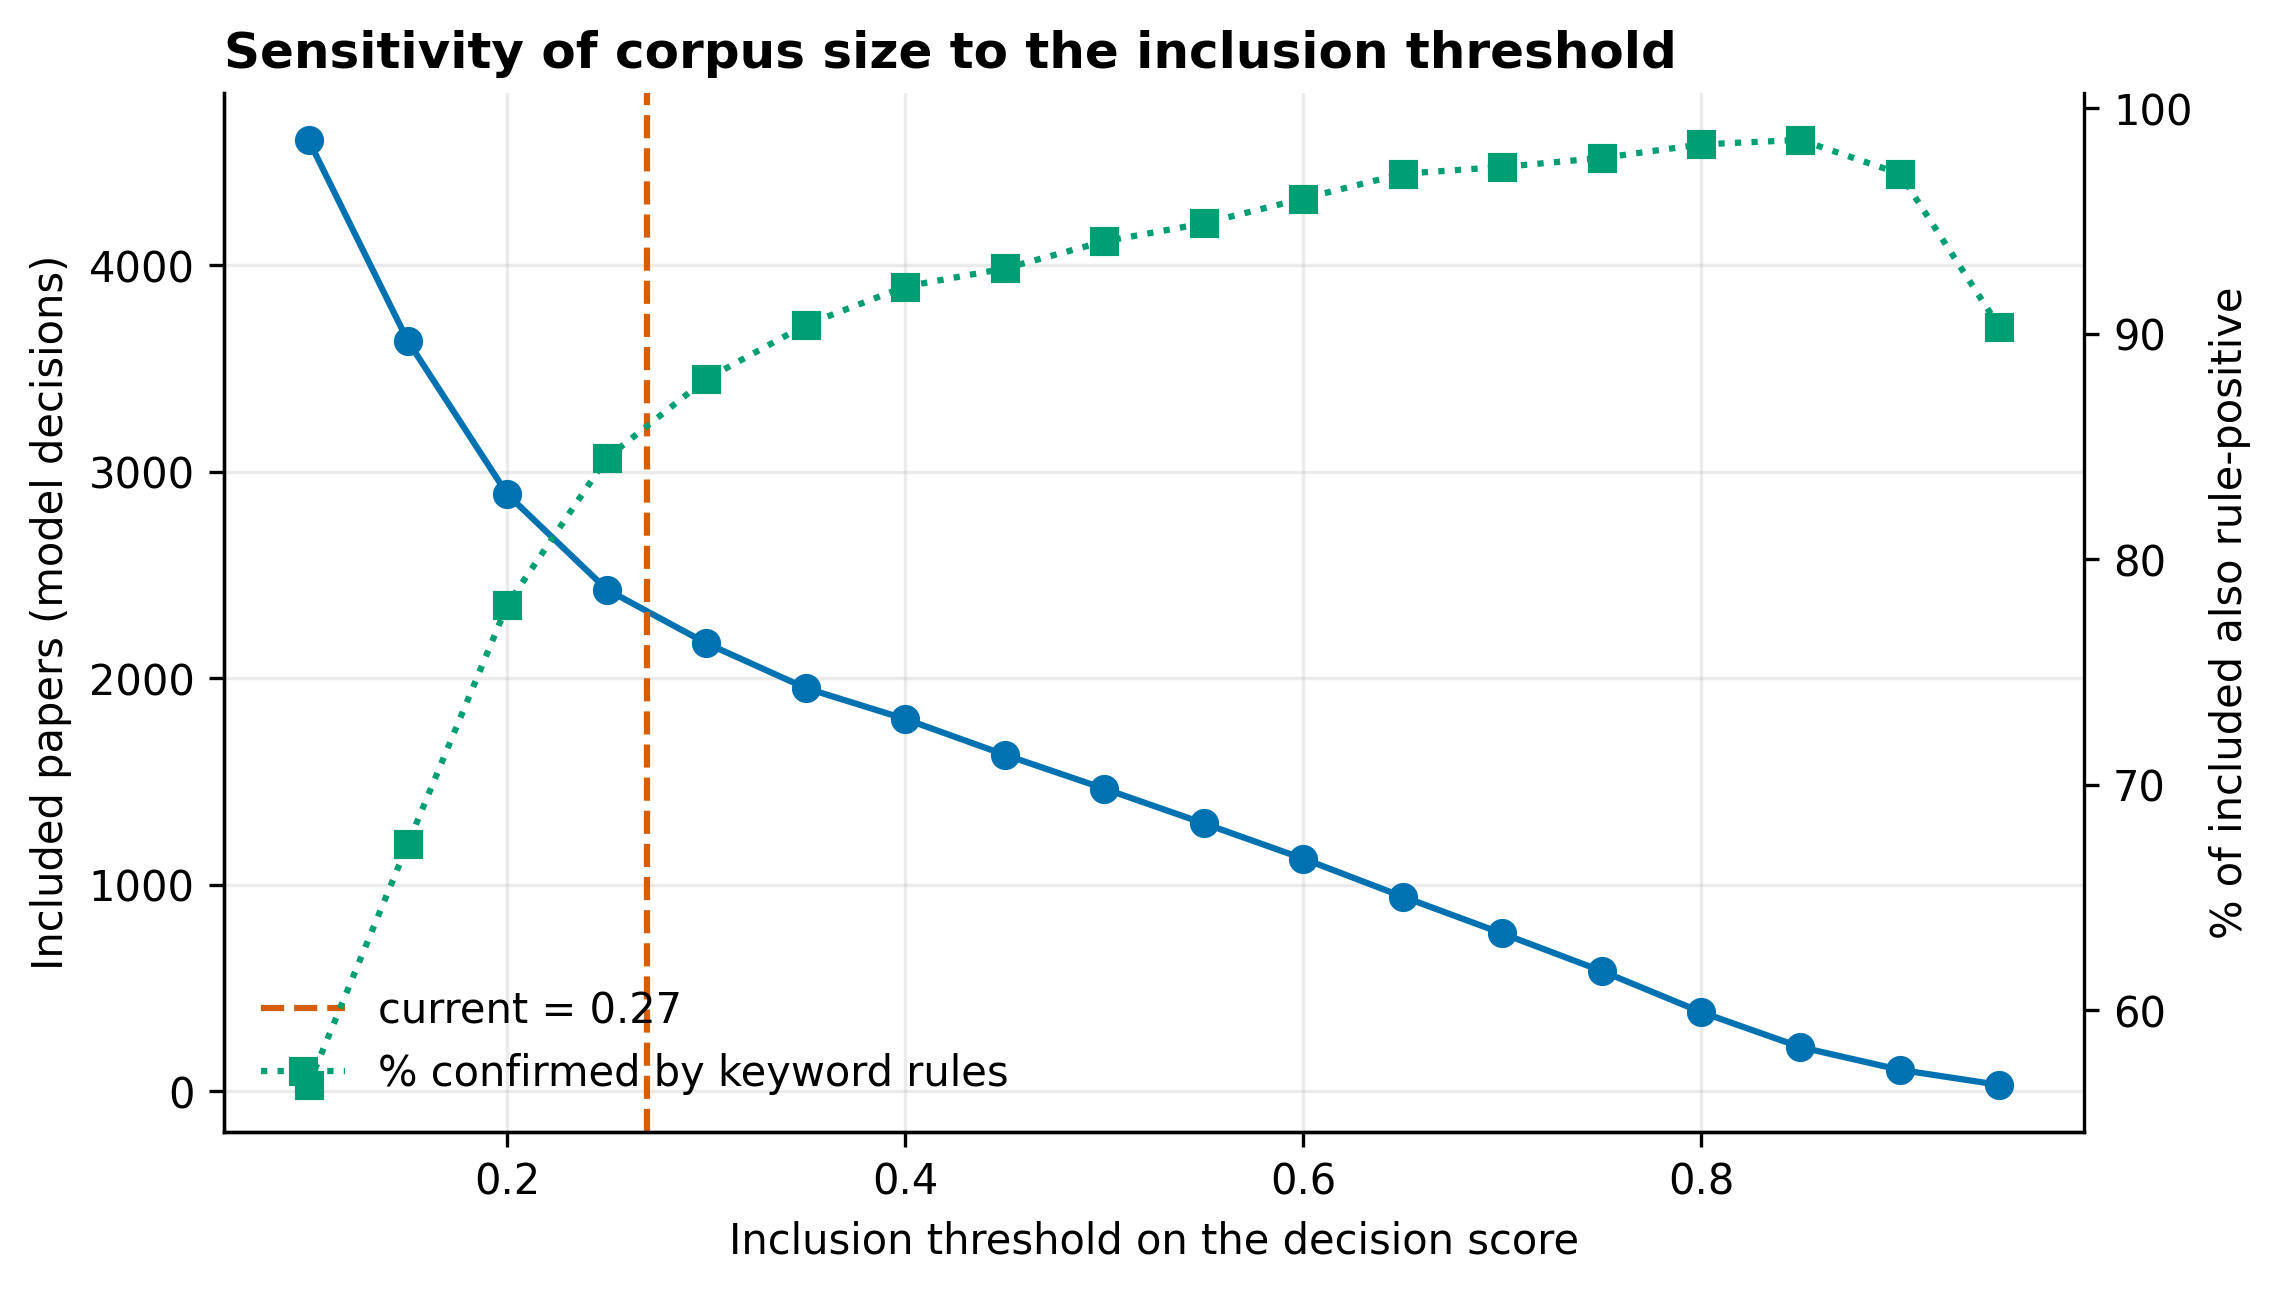 Sensitivity of corpus size to the inclusion threshold
Included papers (model decisions)
4000
3000
2000
1000
0
100
90
80
70
60
% of included also rule-positive
current = 0.27
% confirmed by keyword rules
0.2
0.4
0.6
0.8
Inclusion threshold on the decision score